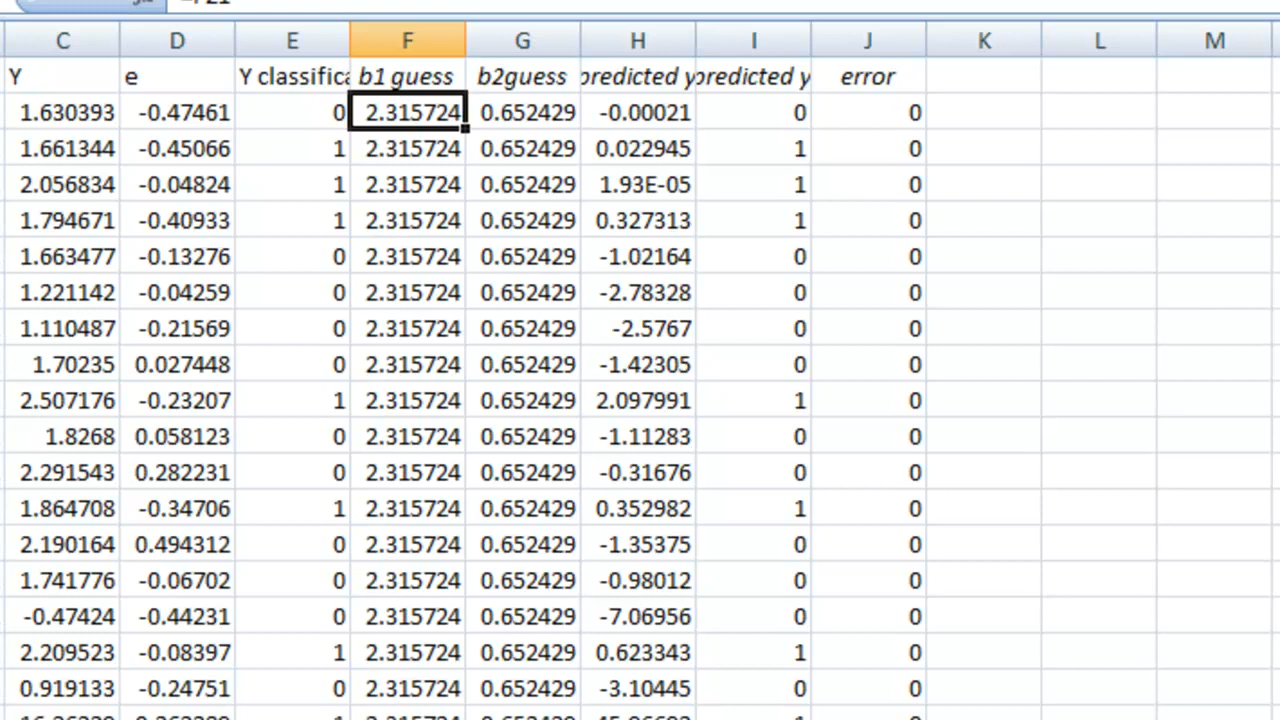 C D E F G H I J K L M
Y e Y classifica b1 guess b2guess predicted y predicted y error
1.630393 -0.47461 0 2.315724 0.652429 -0.00021 0 0
1.661344 -0.45066 1 2.315724 0.652429 0.022945 1 0
2.056834 -0.04824 1 2.315724 0.652429 1.93E-05 1 0
1.794671 -0.40933 1 2.315724 0.652429 0.327313 1 0
1.663477 -0.13276 0 2.315724 0.652429 -1.02164 0 0
1.221142 -0.04259 0 2.315724 0.652429 -2.78328 0 0
1.110487 -0.21569 0 2.315724 0.652429 -2.5767 0 0
1.70235 0.027448 0 2.315724 0.652429 -1.42305 0 0
2.507176 -0.23207 1 2.315724 0.652429 2.097991 1 0
1.8268 0.058123 0 2.315724 0.652429 -1.11283 0 0
2.291543 0.282231 0 2.315724 0.652429 -0.31676 0 0
1.864708 -0.34706 1 2.315724 0.652429 0.352982 1 0
2.190164 0.494312 0 2.315724 0.652429 -1.35375 0 0
1.741776 -0.06702 0 2.315724 0.652429 -0.98012 0 0
-0.47424 -0.44231 0 2.315724 0.652429 -7.06956 0 0
2.209523 -0.08397 1 2.315724 0.652429 0.623343 1 0
0.919133 -0.24751 0 2.315724 0.652429 -3.10445 0 0